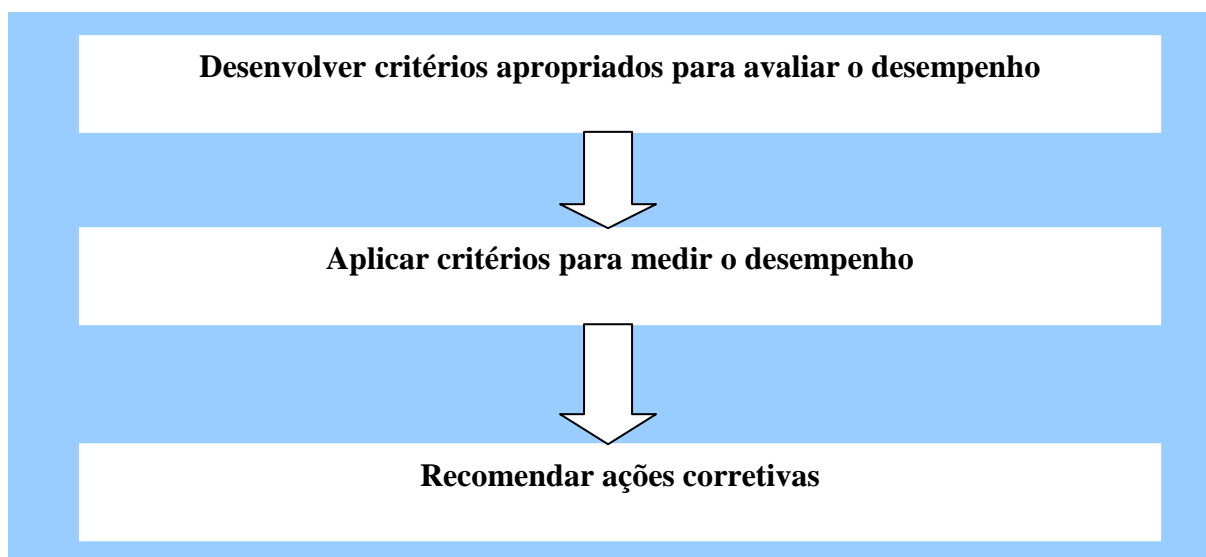 Desenvolver critérios apropriados para avaliar o desempenho
Aplicar critérios para medir o desempenho
Recomendar ações corretivas